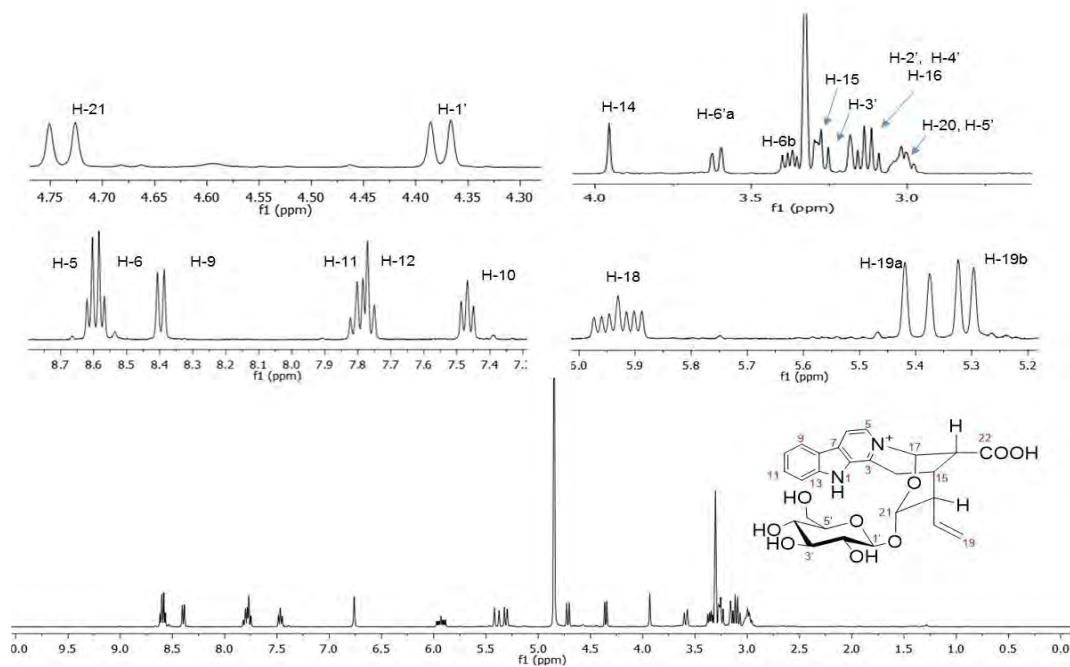 H-21
H-1'
4.75 4.70 4.65 4.60 4.55 4.50 4.45 4.40 4.35 4.30
f1 (ppm)
H-2', H-4'
H-16
H-15
H-14
H-3'
H-6'a
H-20, H-5'
H-6b
4.0 3.5 3.0
f1 (ppm)
H-5 H-6 H-9 H-11 H-12 H-10
8.7 8.6 8.5 8.4 8.3 8.2 8.1 8.0 7.9 7.8 7.7 7.6 7.5 7.4
f1 (ppm)
H-18 H-19a H-19b
5.9 5.8 5.7 5.6 5.5 5.4 5.3 5.2
f1 (ppm)
5
H
9
7
N+
17
22
COOH
11
13
N
H
1
3
15
O
H
HO
5'
21
19
HO
O
HO
3'
OH
1'
O
9.5 9.0 8.5 8.0 7.5 7.0 6.5 6.0 5.5 5.0 4.5 4.0 3.5 3.0 2.5 2.0 1.5 1.0 0.5
f1 (ppm)